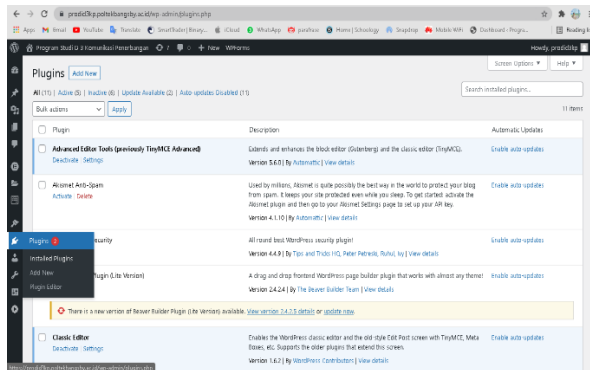 prodid3kp.poltekbangsby.ac.id/wp-admin/plugins.php
Apps Gmail YouTube Translate iCloud WhatsApp Home | Schoology Snapdrop Mobile WiFi Reading li
Program Studi D 3 Komunikasi Penerbangan 7 0 + New WPForms Howdy, prodid3kp
Screen Options ▼ Help ▼
Plugins Add New
All (11) | Active (5) | Inactive (6) | Update Available (2) | Auto-updates Disabled (11)
Search installed plugins...
Bulk actions Apply 11 items
Plugin Description Automatic Updates
Advanced Editor Tools (previously TinyMCE Advanced) Extends and enhances the block editor (Gutenberg) and the classic editor (TinyMCE). Enable auto-updates
Deactivate | Settings
Version 5.6.0 | By Automattic | View details
Akismet Anti-Spam Used by millions, Akismet is quite possibly the best way in the world to protect your blog Enable auto-updates
Activate | Delete from spam. It keeps your site protected even while you sleep. To get started: activate the
Akismet plugin and then go to your Akismet Settings page to set up your API key.
Version 4.1.10 | By Automattic | View details
Plugins 2
curity All round best WordPress security plugin! Enable auto-updates
Installed Plugins
Version 4.4.9 | By Tips and Tricks HQ, Peter Petreski, Ruhul, Ivy | View details
Add New
lugin (Lite Version) A drag and drop frontend WordPress page builder plugin that works with almost any theme! Enable auto-updates
Plugin Editor
Version 2.4.2.4 | By The Beaver Builder Team | View details
There is a new version of Beaver Builder Plugin (Lite Version) available. View version 2.4.2.5 details or update now.
Classic Editor Enables the WordPress classic editor and the old-style Edit Post screen with TinyMCE, Meta Enable auto-updates
Deactivate | Settings Boxes, etc. Supports the older plugins that extend this screen.
Version 1.6.2 | By WordPress Contributors | View details
https://prodid3kp.poltekbangsby.ac.id/wp-admin/plugins.php